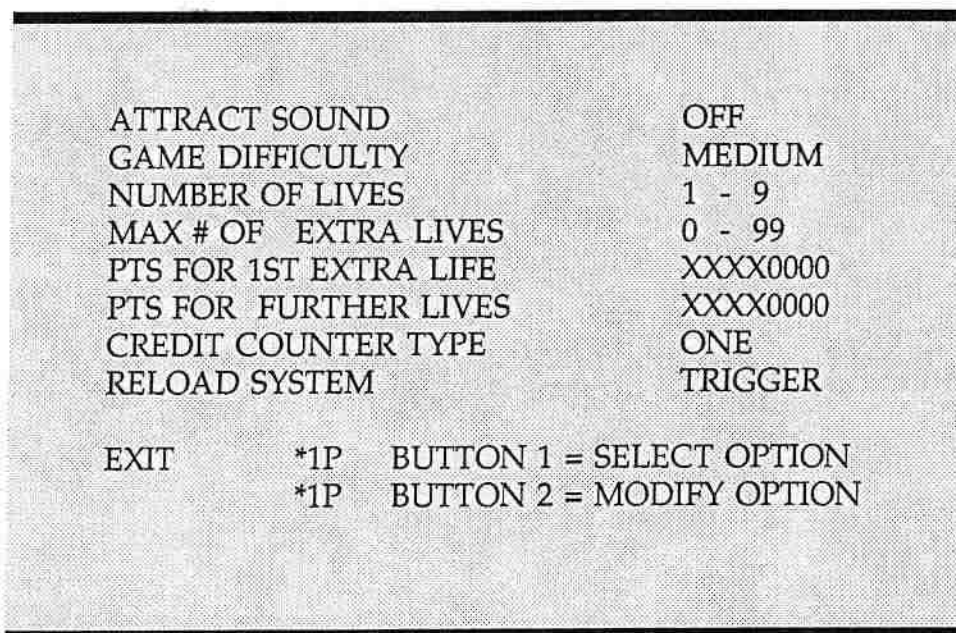 ATTRACT SOUND OFF
GAME DIFFICULTY MEDIUM
NUMBER OF LIVES 1 - 9
MAX # OF EXTRA LIVES 0 - 99
PTS FOR 1ST EXTRA LIFE XXXX0000
PTS FOR FURTHER LIVES XXXX0000
CREDIT COUNTER TYPE ONE
RELOAD SYSTEM TRIGGER
EXIT *1P BUTTON 1 = SELECT OPTION
*1P BUTTON 2 = MODIFY OPTION